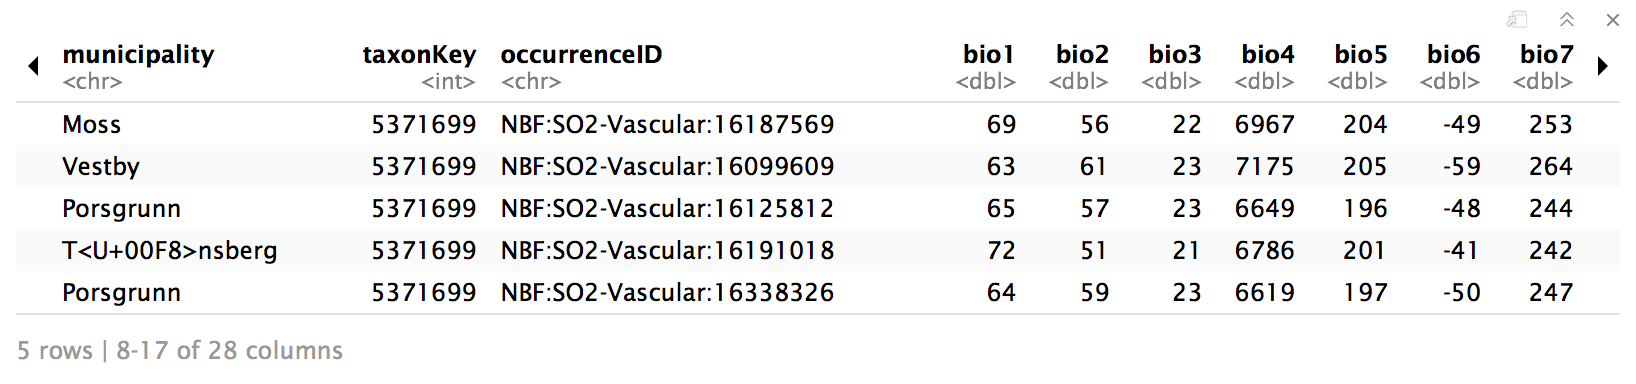 municipality taxonKey occurrenceID bio1 bio2 bio3 bio4 bio5 bio6 bio7
<chr> <int> <chr> <dbl> <dbl> <dbl> <dbl> <dbl> <dbl> <dbl>
Moss 5371699 NBF:SO2-Vascular:16187569 69 56 22 6967 204 -49 253
Vestby 5371699 NBF:SO2-Vascular:16099609 63 61 23 7175 205 -59 264
Porsgrunn 5371699 NBF:SO2-Vascular:16125812 65 57 23 6649 196 -48 244
T<U+00F8>nsberg 5371699 NBF:SO2-Vascular:16191018 72 51 21 6786 201 -41 242
Porsgrunn 5371699 NBF:SO2-Vascular:16338326 64 59 23 6619 197 -50 247
5 rows | 8-17 of 28 columns